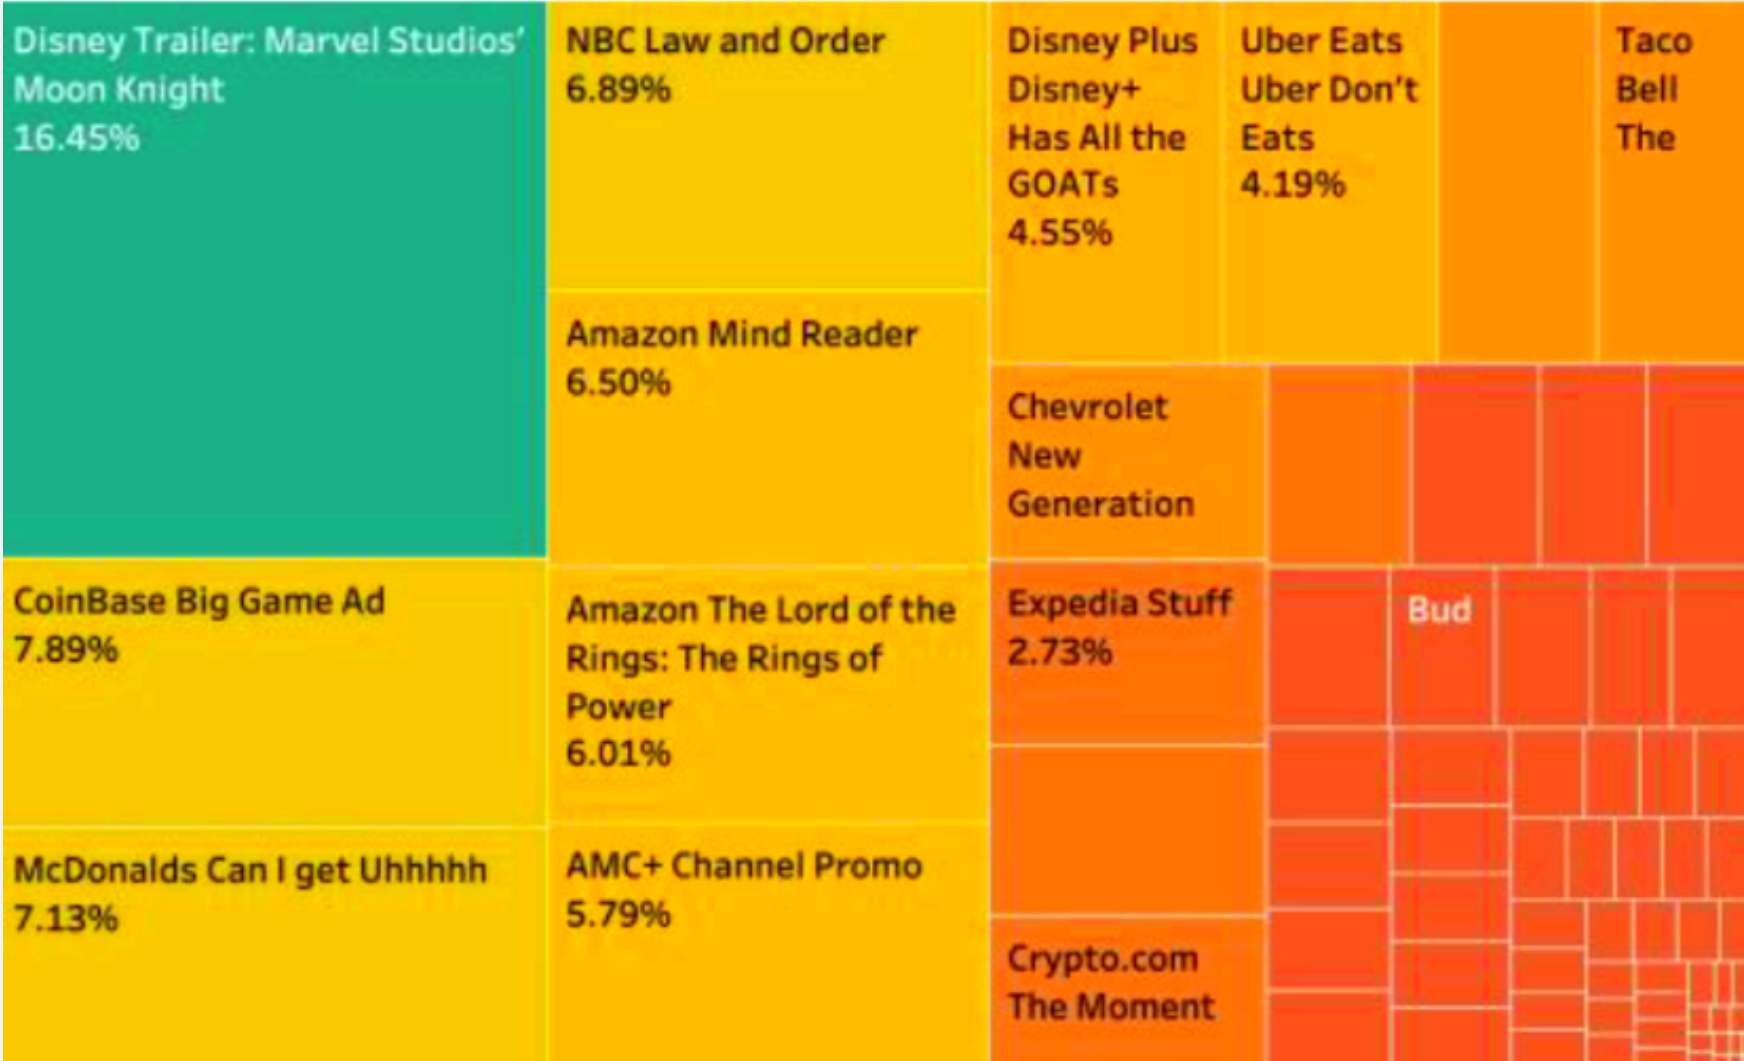 Disney Trailer: Marvel Studios’
Moon Knight
16.45%
CoinBase Big Game Ad
7.89%
McDonalds Can I get Uhhhhh
7.13%
NBC Law and Order
6.89%
Amazon Mind Reader
6.50%
Amazon The Lord of the
Rings: The Rings of
Power
6.01%
AMC+ Channel Promo
5.79%
Disney Plus
Disney+
Has All the
GOATs
4.55%
Uber Eats
Uber Don’t
Eats
4.19%
Taco
Bell
The
Chevrolet
New
Generation
Expedia Stuff
2.73%
Crypto.com
The Moment
Bud